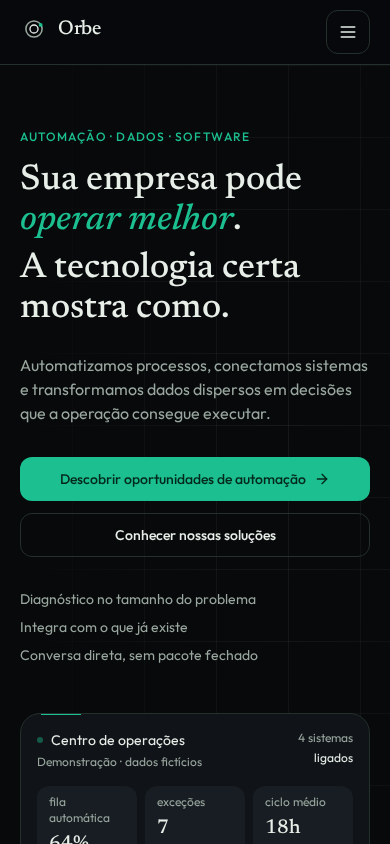 Orbe
AUTOMAÇÃO · DADOS · SOFTWARE
Sua empresa pode
operar melhor.
A tecnologia certa
mostra como.
Automatizamos processos, conectamos sistemas
e transformamos dados dispersos em decisões
que a operação consegue executar.
Descobrir oportunidades de automação →
Conhecer nossas soluções
Diagnóstico no tamanho do problema
Integra com o que já existe
Conversa direta, sem pacote fechado
Centro de operações
4 sistemas
Demonstração · dados fictícios
ligados
fila
automática
64%
exceções
7
ciclo médio
18h